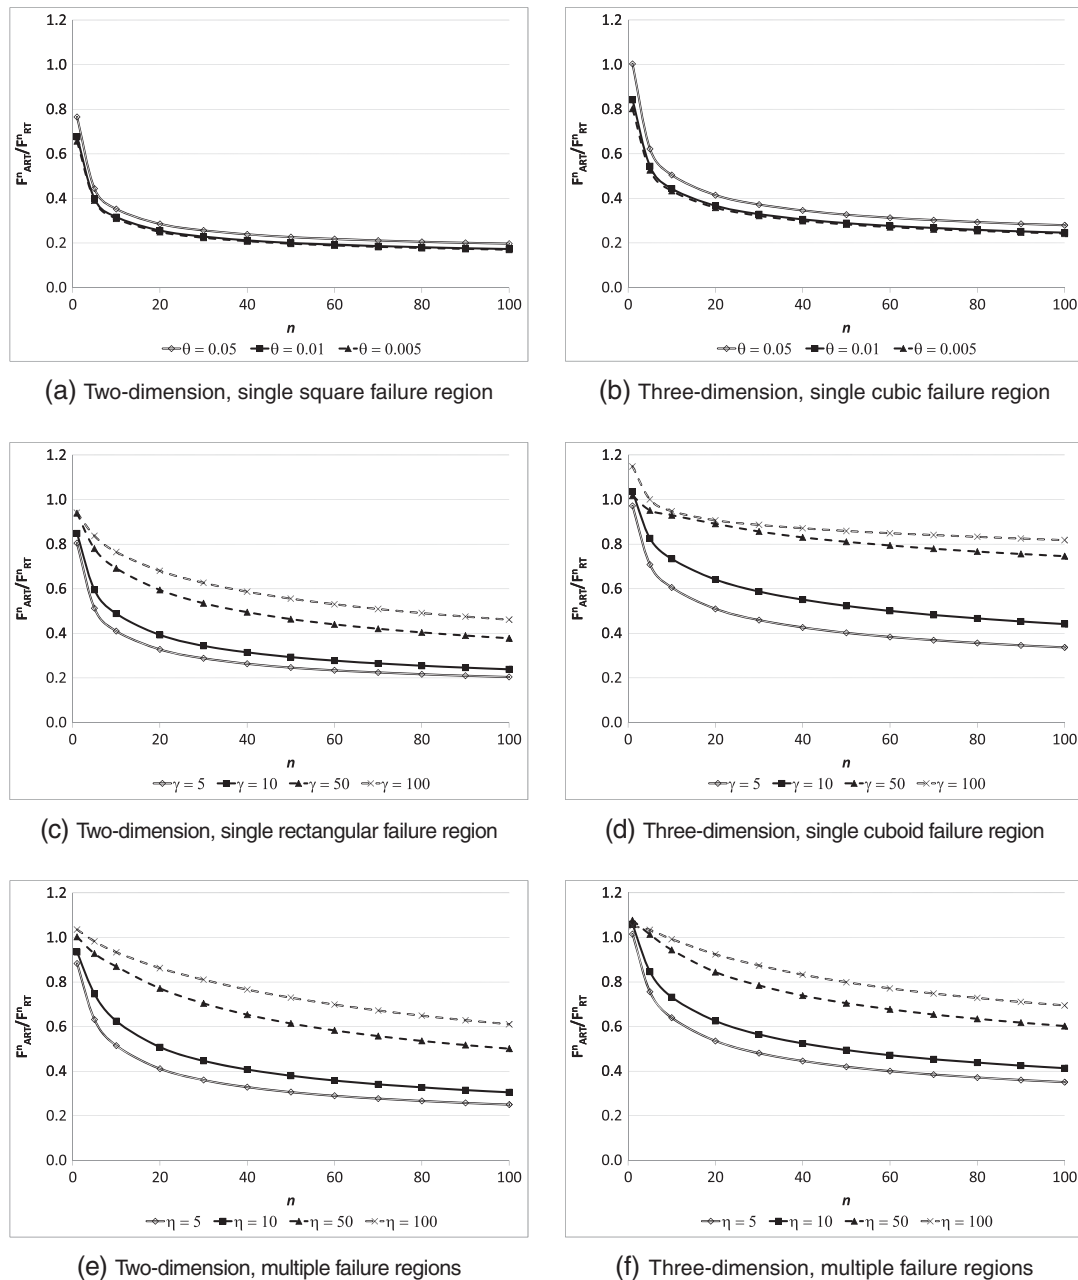 1.2
1.0
0.8
0.6
0.4
0.2
0.0
F^n_ART/F^n_RT
0 20 40 60 80 100
n
θ = 0.05 θ = 0.01 θ = 0.005
(a) Two-dimension, single square failure region
1.2
1.0
0.8
0.6
0.4
0.2
0.0
F^n_ART/F^n_RT
0 20 40 60 80 100
n
θ = 0.05 θ = 0.01 θ = 0.005
(b) Three-dimension, single cubic failure region
1.2
1.0
0.8
0.6
0.4
0.2
0.0
F^n_ART/F^n_RT
0 20 40 60 80 100
n
γ = 5 γ = 10 γ = 50 γ = 100
(c) Two-dimension, single rectangular failure region
1.2
1.0
0.8
0.6
0.4
0.2
0.0
F^n_ART/F^n_RT
0 20 40 60 80 100
n
γ = 5 γ = 10 γ = 50 γ = 100
(d) Three-dimension, single cuboid failure region
1.2
1.0
0.8
0.6
0.4
0.2
0.0
F^n_ART/F^n_RT
0 20 40 60 80 100
n
η = 5 η = 10 η = 50 η = 100
(e) Two-dimension, multiple failure regions
1.2
1.0
0.8
0.6
0.4
0.2
0.0
F^n_ART/F^n_RT
0 20 40 60 80 100
n
η = 5 η = 10 η = 50 η = 100
(f) Three-dimension, multiple failure regions